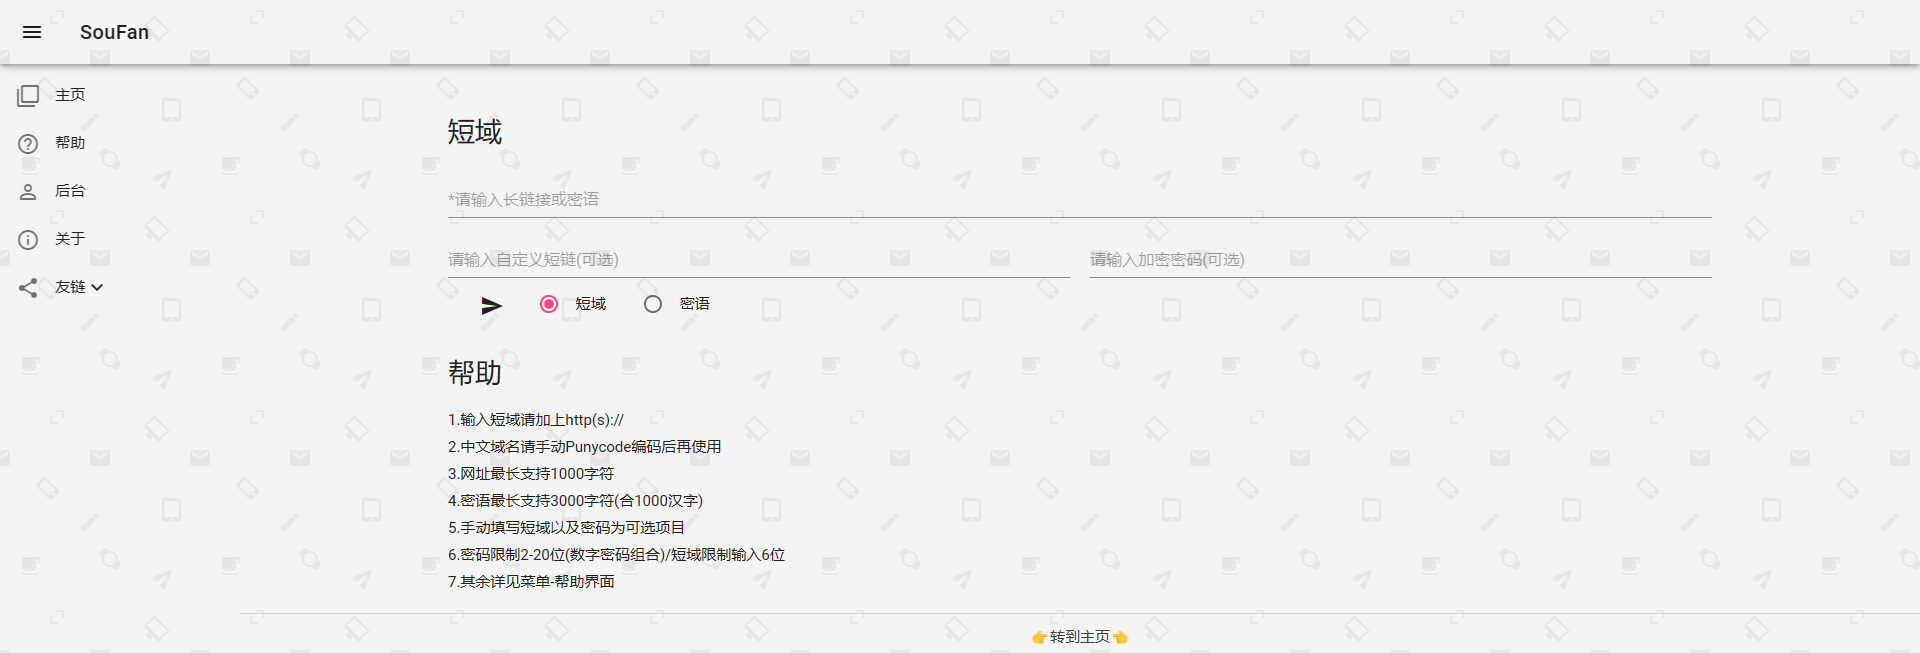 SouFan
主页
帮助
后台
关于
友链
短域
*请输入长链接或密语
请输入自定义短链(可选)
请输入加密密码(可选)
短域
密语
帮助
1.输入短域请加上http(s)://
2.中文域名请手动Punycode编码后再使用
3.网址最长支持1000字符
4.密语最长支持3000字符(合1000汉字)
5.手动填写短域以及密码为可选项目
6.密码限制2-20位(数字密码组合)/短域限制输入6位
7.其余详见菜单-帮助界面
👉转到主页👈